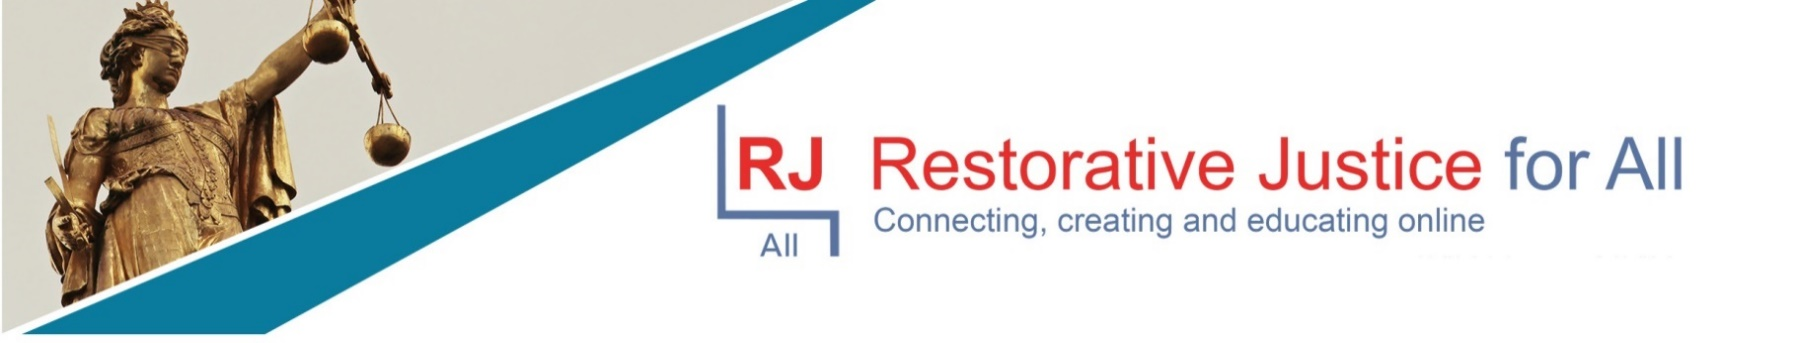 RJ Restorative Justice for All
Connecting, creating and educating online
All